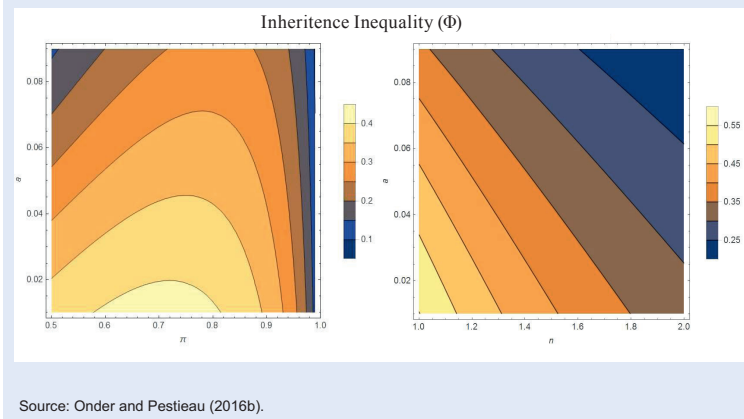 Inheritence Inequality (Φ)
0.08
0.06
0.04
0.02
a
0.5 0.6 0.7 0.8 0.9 1.0
π
0.4
0.3
0.2
0.1
0.08
0.06
0.04
0.02
a
1.0 1.2 1.4 1.6 1.8 2.0
n
0.55
0.45
0.35
0.25
Source: Onder and Pestieau (2016b).